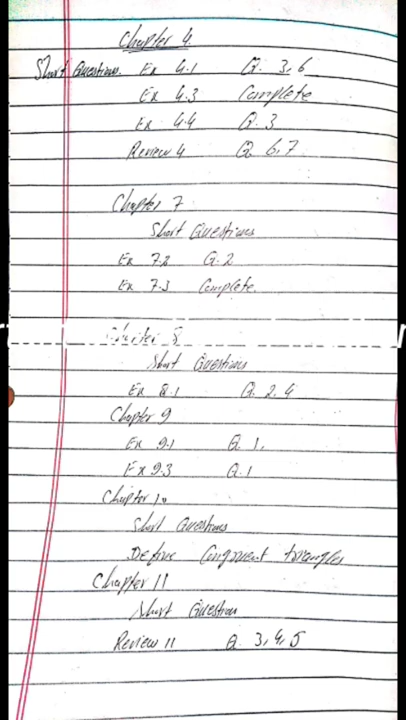 Chapter 4
Short Questions. Ex 4.1 Q. 3,6
Ex 4.3 Complete
Ex 4.4 Q.3
Review 4 Q. 6,7
Chapter 7
Short Questions
Ex 7.2 Q.2
Ex 7.3 Complete.
Chapter 8
Short Questions
Ex 8.1 Q. 2,4
Chapter 9
Ex 9.1 Q 1,
Ex 9.3 Q.1
Chapter 10
Short Questions
Define Congruent triangles
Chapter 11
Short Question
Review 11 Q. 3,4,5